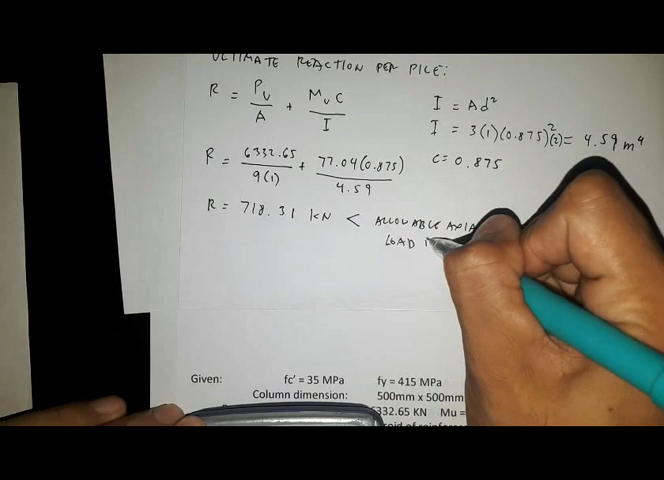 ULTIMATE REACTION PER PILE:
R = Pu/A + Mu C/I
I = Ad²
I = 3(1)(0.875)²(2) = 4.59 m⁴
R = 6332.65/9(1) + 77.04(0.875)/4.59
C = 0.875
R = 718.31 kN < ALLOWABLE AXIA
LOAD
Given: fc' = 35 MPa fy = 415 MPa
Column dimension: 500mm x 500mm
332.65 KN Mu =